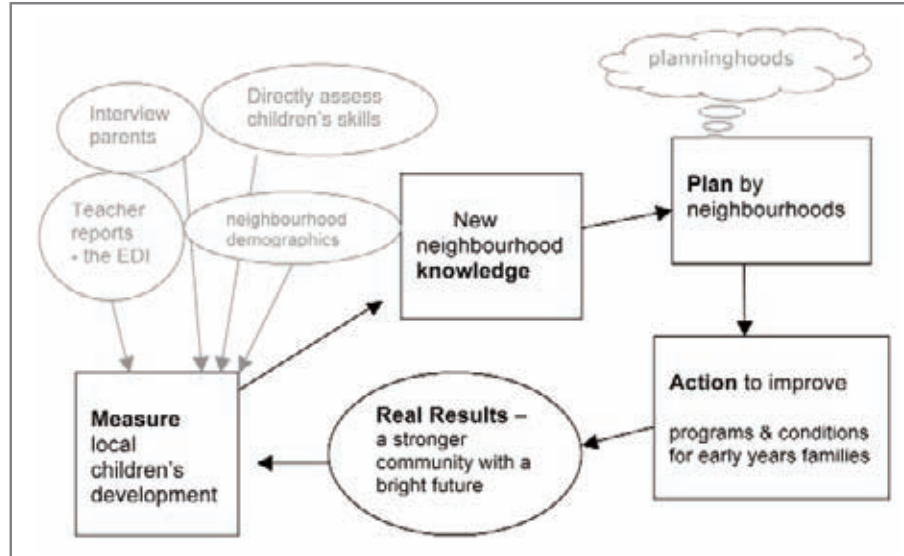 planninghoods
Interview
parents
Directly assess
children's skills
Teacher
reports
- the EDI
neighbourhood
demographics
New
neighbourhood
knowledge
Plan by
neighbourhoods
Action to improve
programs & conditions
for early years families
Real Results –
a stronger
community with a
bright future
Measure
local
children's
development